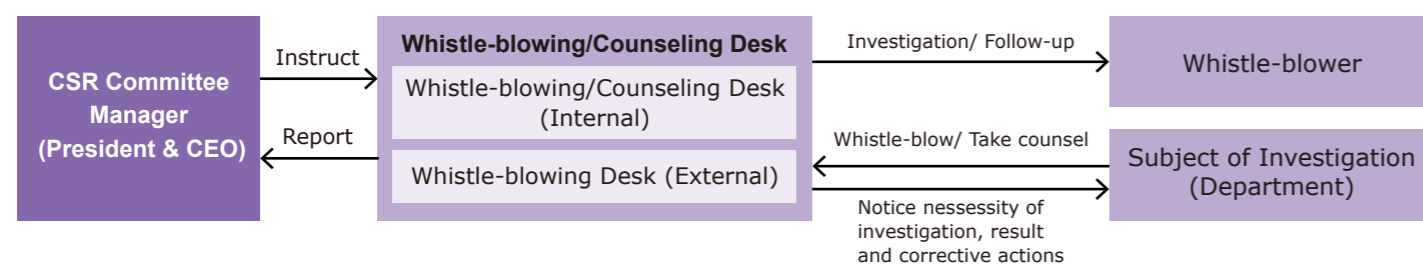 CSR Committee
Manager
(President & CEO)
Instruct
Report
Whistle-blowing/Counseling Desk
Whistle-blowing/Counseling Desk
(Internal)
Whistle-blowing Desk (External)
Investigation/ Follow-up
Whistle-blow/ Take counsel
Notice nessessity of
investigation, result
and corrective actions
Whistle-blower
Subject of Investigation
(Department)